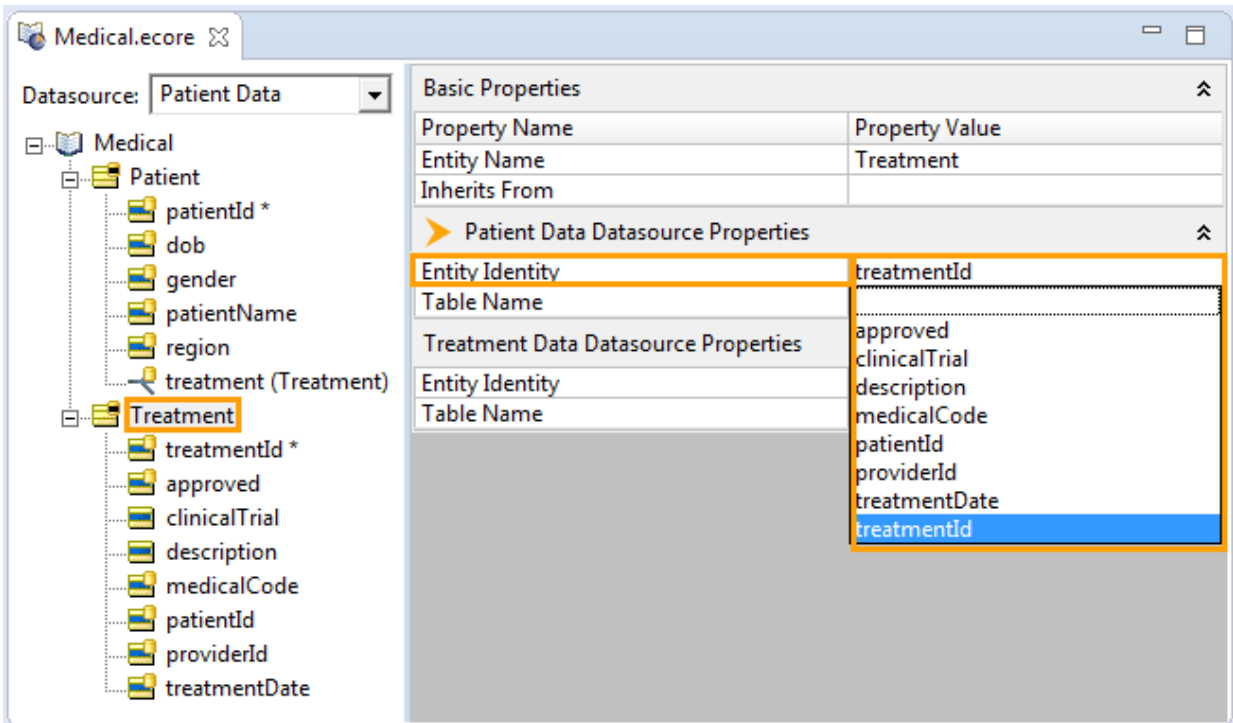 Medical.ecore
Datasource: Patient Data
Medical
Patient
patientId *
dob
gender
patientName
region
treatment (Treatment)
Treatment
treatmentId *
approved
clinicalTrial
description
medicalCode
patientId
providerId
treatmentDate
Basic Properties
Property Name Property Value
Entity Name Treatment
Inherits From
Patient Data Datasource Properties
Entity Identity treatmentId
Table Name
Treatment Data Datasource Properties
Entity Identity
Table Name
approved
clinicalTrial
description
medicalCode
patientId
providerId
treatmentDate
treatmentId